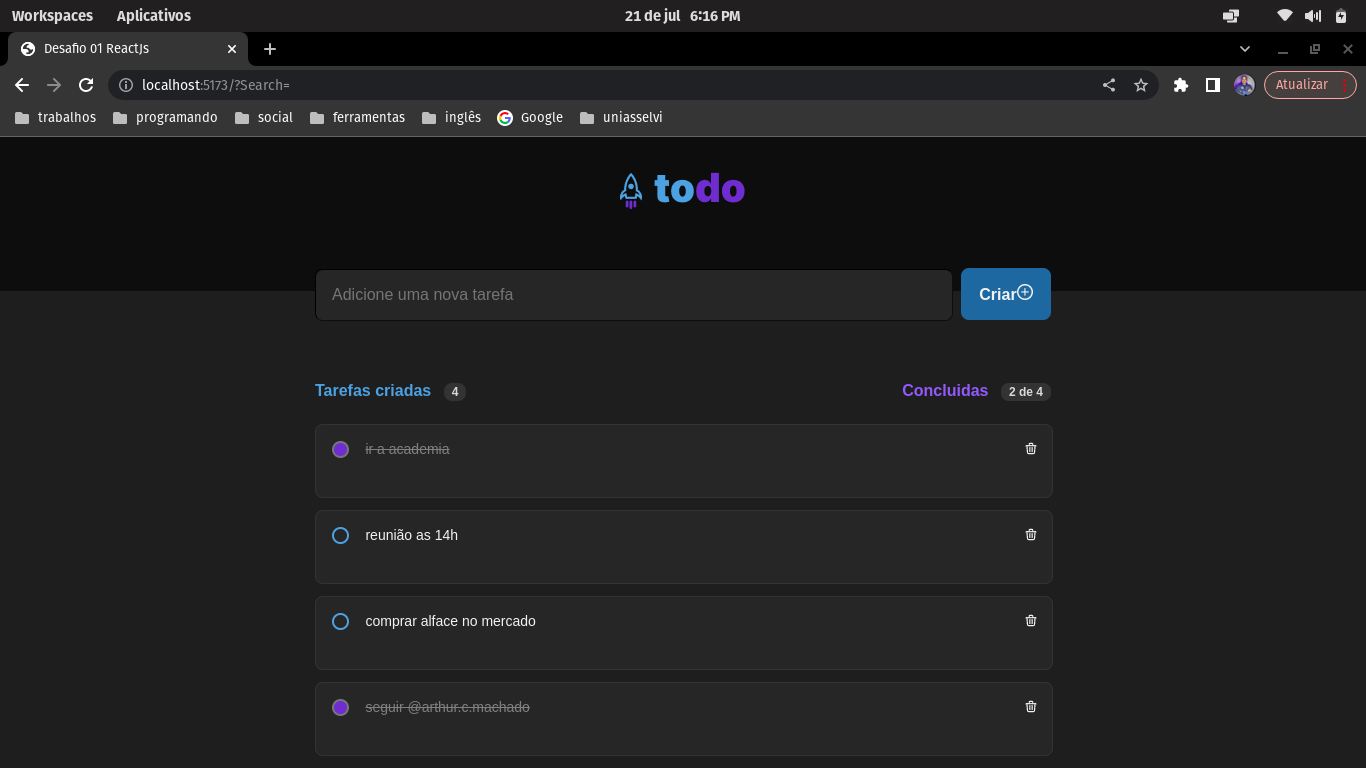 Workspaces Aplicativos 21 de jul 6:16 PM
Desafio 01 ReactJs
localhost:5173/?Search= Atualizar
trabalhos programando social ferramentas inglês Google uniasselvi
todo
Adicione uma nova tarefa Criar
Tarefas criadas 4 Concluidas 2 de 4
ir a academia
reunião as 14h
comprar alface no mercado
seguir @arthur.c.machado